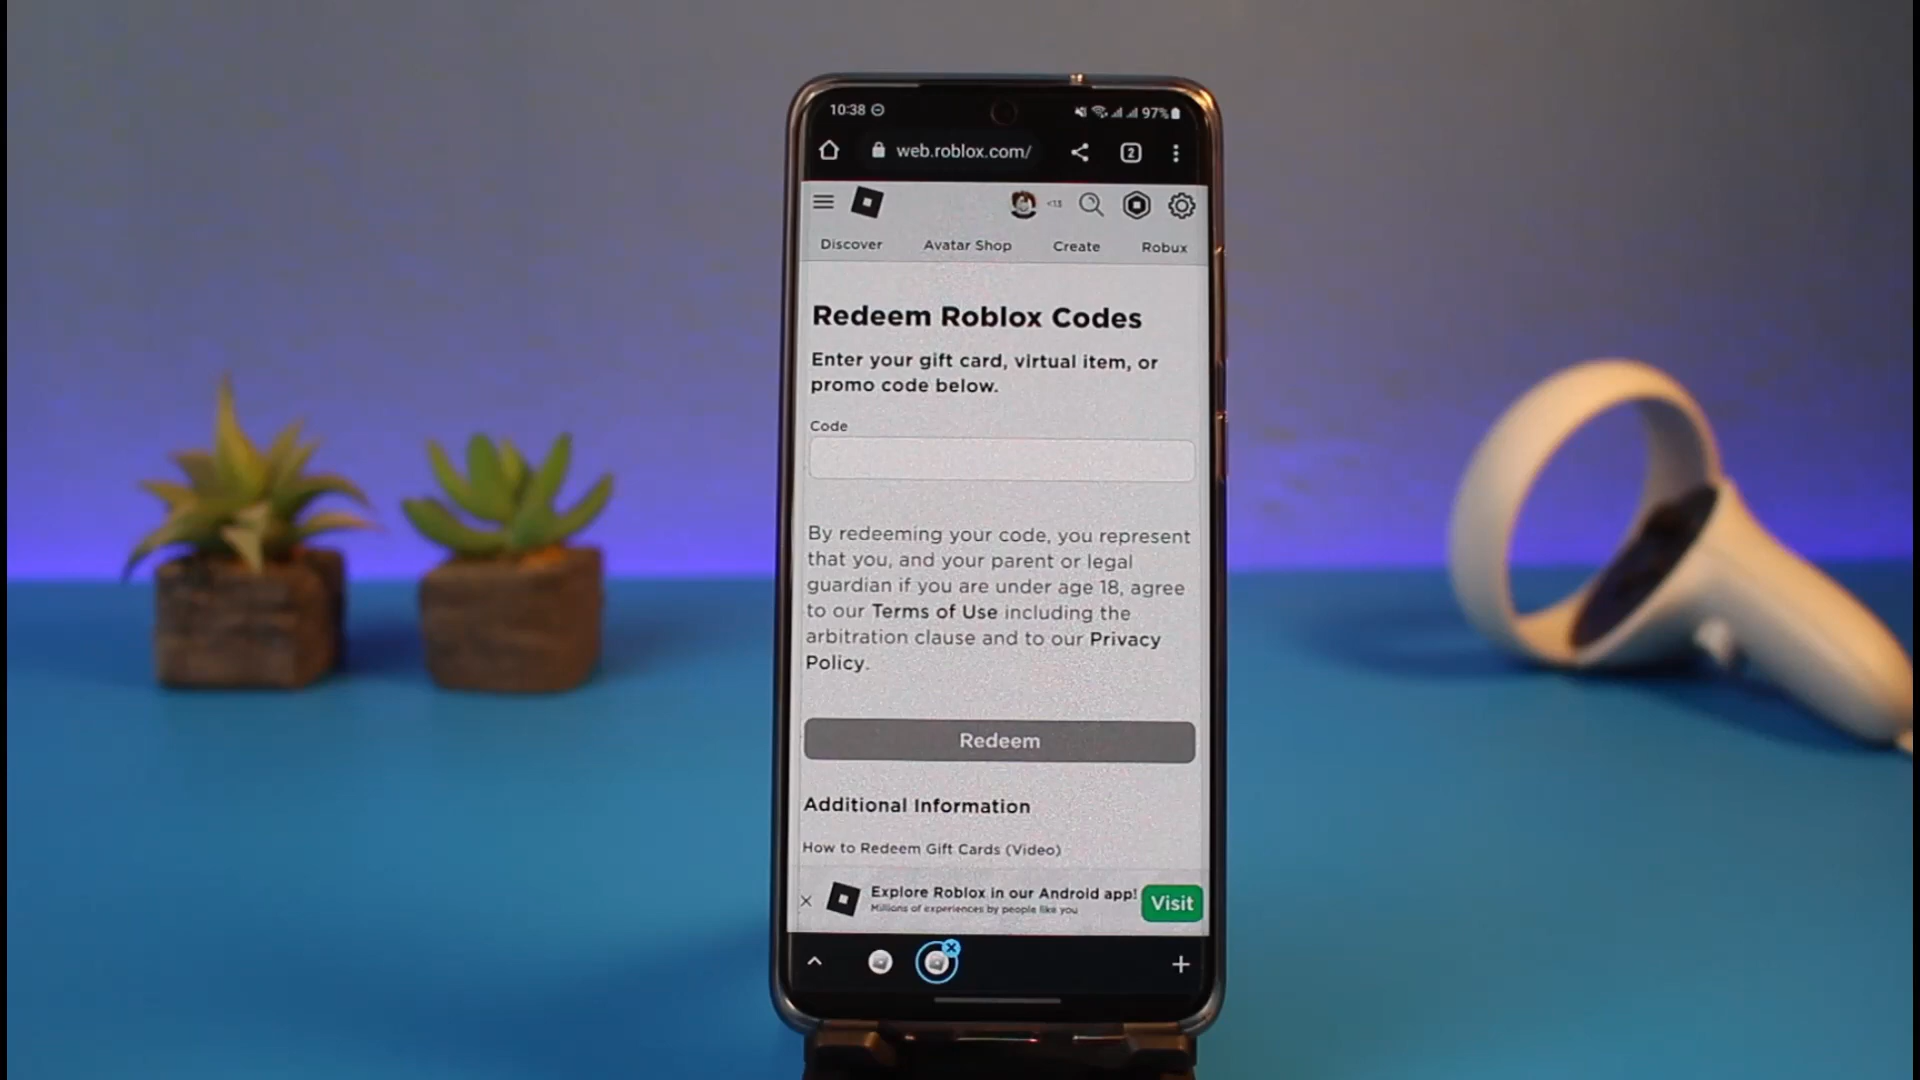 10:38
97%
web.roblox.com/
2
<13
Discover Avatar Shop Create Robux
Redeem Roblox Codes
Enter your gift card, virtual item, or
promo code below.
Code
By redeeming your code, you represent
that you, and your parent or legal
guardian if you are under age 18, agree
to our Terms of Use including the
arbitration clause and to our Privacy
Policy.
Redeem
Additional Information
How to Redeem Gift Cards (Video)
Explore Roblox in our Android app!
Millions of experiences by people like you
Visit